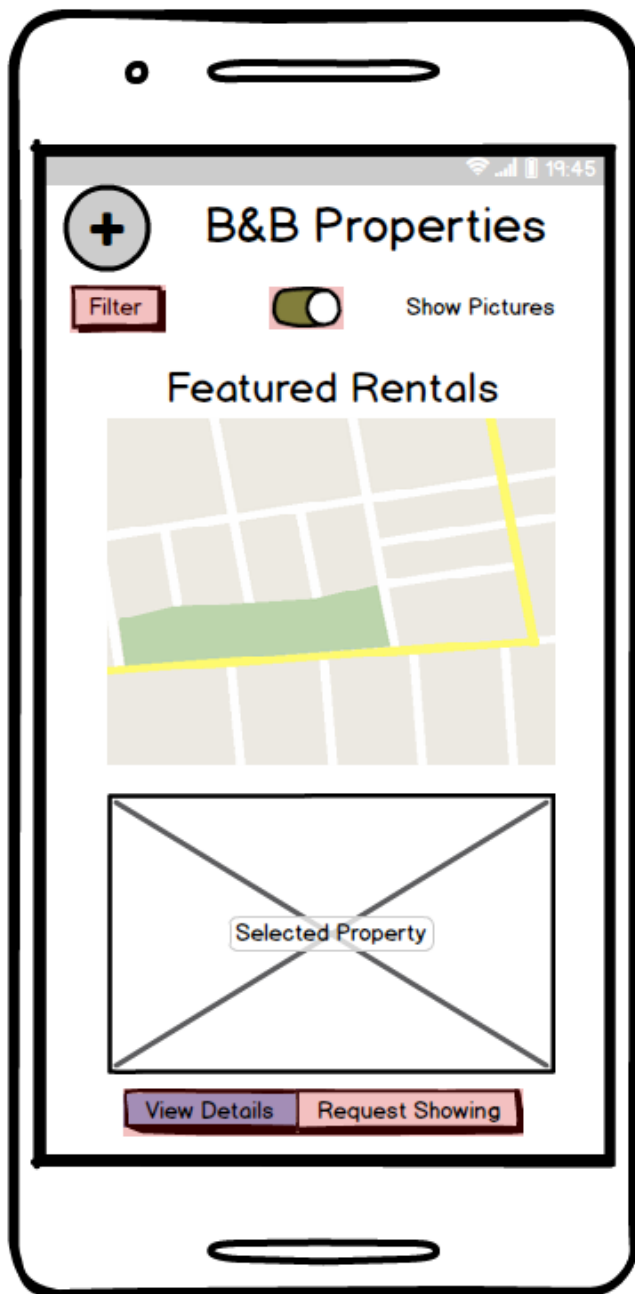 19:45
B&B Properties
Filter
Show Pictures
Featured Rentals
Selected Property
View Details
Request Showing